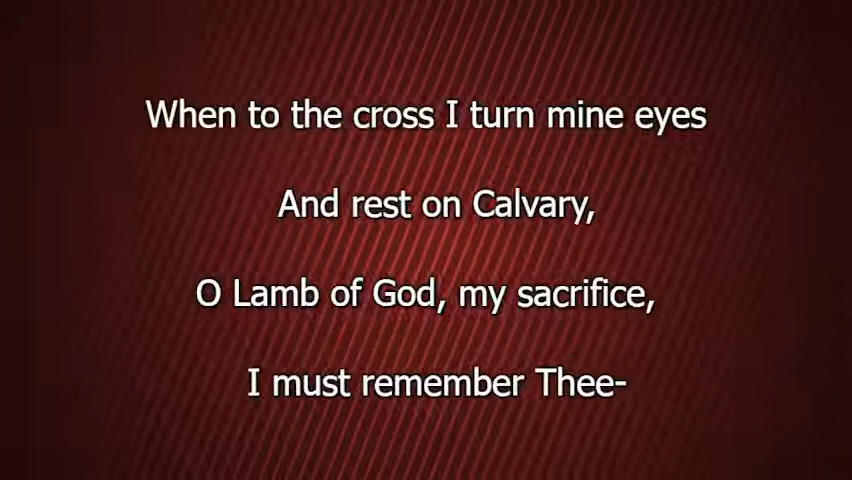 When to the cross I turn mine eyes
And rest on Calvary,
O Lamb of God, my sacrifice,
I must remember Thee-